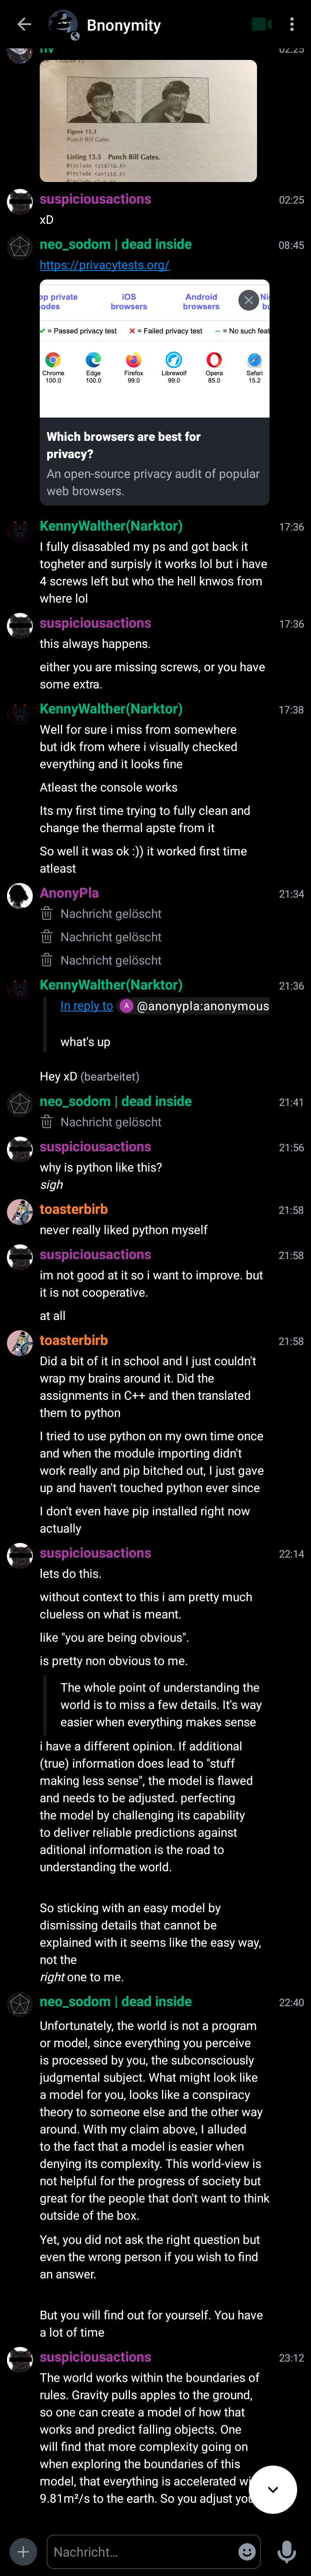 Bnonymity
02:25
Chapter 15
Figure 15.3
Punch Bill Gates.
Listing 15.5 Punch Bill Gates.
#include <stdlib.h>
#include <unistd.h>
suspiciousactions 02:25
xD
neo_sodom | dead inside 08:45
https://privacytests.org/
op private
odes
iOS
browsers
Android
browsers
Ni
bu
= Passed privacy test
= Failed privacy test
— = No such feat
Chrome
100.0
Edge
100.0
Firefox
99.0
Librewolf
99.0
Opera
85.0
Safari
15.2
Which browsers are best for
privacy?
An open-source privacy audit of popular
web browsers.
KennyWalther(Narktor) 17:36
I fully disasabled my ps and got back it
togheter and surpisly it works lol but i have
4 screws left but who the hell knwos from
where lol
suspiciousactions 17:36
this always happens.
either you are missing screws, or you have
some extra.
KennyWalther(Narktor) 17:38
Well for sure i miss from somewhere
but idk from where i visually checked
everything and it looks fine
Atleast the console works
Its my first time trying to fully clean and
change the thermal apste from it
So well it was ok :)) it worked first time
atleast
AnonyPla 21:34
Nachricht gelöscht
Nachricht gelöscht
Nachricht gelöscht
KennyWalther(Narktor) 21:36
In reply to A @anonypla:anonymous
what's up
Hey xD (bearbeitet)
neo_sodom | dead inside 21:41
Nachricht gelöscht
suspiciousactions 21:56
why is python like this?
sigh
toasterbirb 21:58
never really liked python myself
suspiciousactions 21:58
im not good at it so i want to improve. but
it is not cooperative.
at all
toasterbirb 21:58
Did a bit of it in school and I just couldn't
wrap my brains around it. Did the
assignments in C++ and then translated
them to python
I tried to use python on my own time once
and when the module importing didn't
work really and pip bitched out, I just gave
up and haven't touched python ever since
I don't even have pip installed right now
actually
suspiciousactions 22:14
lets do this.
without context to this i am pretty much
clueless on what is meant.
like "you are being obvious".
is pretty non obvious to me.
The whole point of understanding the
world is to miss a few details. It's way
easier when everything makes sense
i have a different opinion. If additional
(true) information does lead to "stuff
making less sense", the model is flawed
and needs to be adjusted. perfecting
the model by challenging its capability
to deliver reliable predictions against
aditional information is the road to
understanding the world.
So sticking with an easy model by
dismissing details that cannot be
explained with it seems like the easy way,
not the
right one to me.
neo_sodom | dead inside 22:40
Unfortunately, the world is not a program
or model, since everything you perceive
is processed by you, the subconsciously
judgmental subject. What might look like
a model for you, looks like a conspiracy
theory to someone else and the other way
around. With my claim above, I alluded
to the fact that a model is easier when
denying its complexity. This world-view is
not helpful for the progress of society but
great for the people that don't want to think
outside of the box.
Yet, you did not ask the right question but
even the wrong person if you wish to find
an answer.
But you will find out for yourself. You have
a lot of time
suspiciousactions 23:12
The world works within the boundaries of
rules. Gravity pulls apples to the ground,
so one can create a model of how that
works and predict falling objects. One
will find that more complexity going on
when exploring the boundaries of this
model, that everything is accelerated wi
9.81m²/s to the earth. So you adjust you
Nachricht…